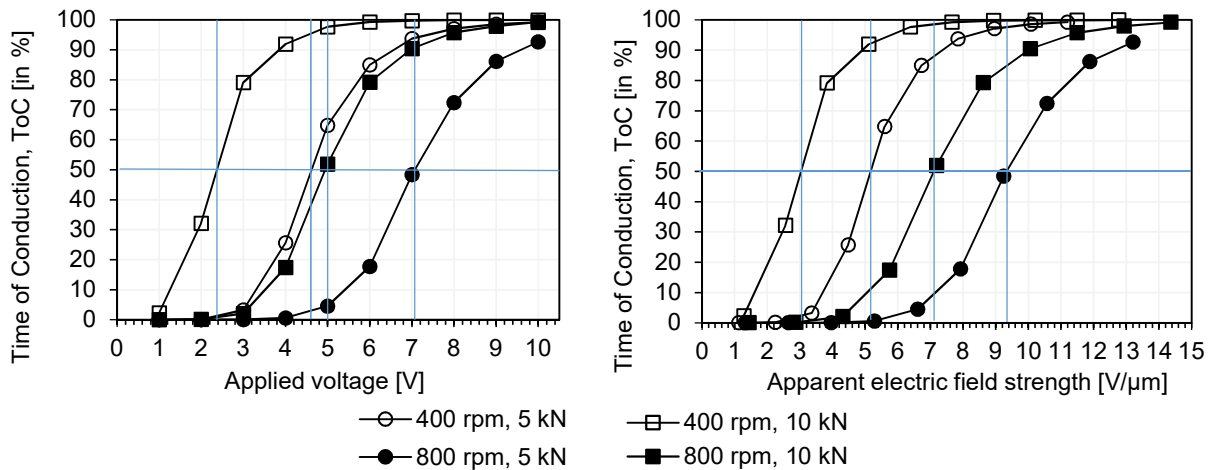 Time of Conduction, ToC [in %]
100
90
80
70
60
50
40
30
20
10
0
0 1 2 3 4 5 6 7 8 9 10
Applied voltage [V]
Time of Conduction, ToC [in %]
100
90
80
70
60
50
40
30
20
10
0
0 1 2 3 4 5 6 7 8 9 10 11 12 13 14 15
Apparent electric field strength [V/µm]
400 rpm, 5 kN
400 rpm, 10 kN
800 rpm, 5 kN
800 rpm, 10 kN